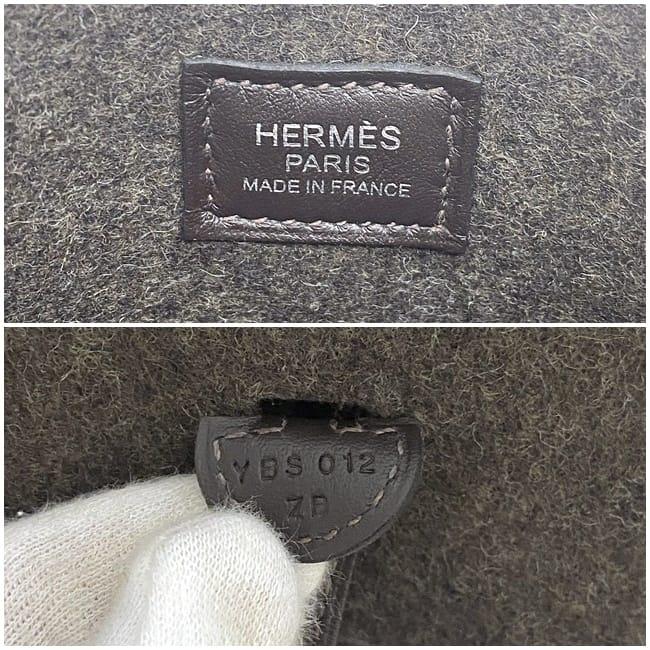 HERMÈS
PARIS
MADE IN FRANCE
YBS 012
ZP